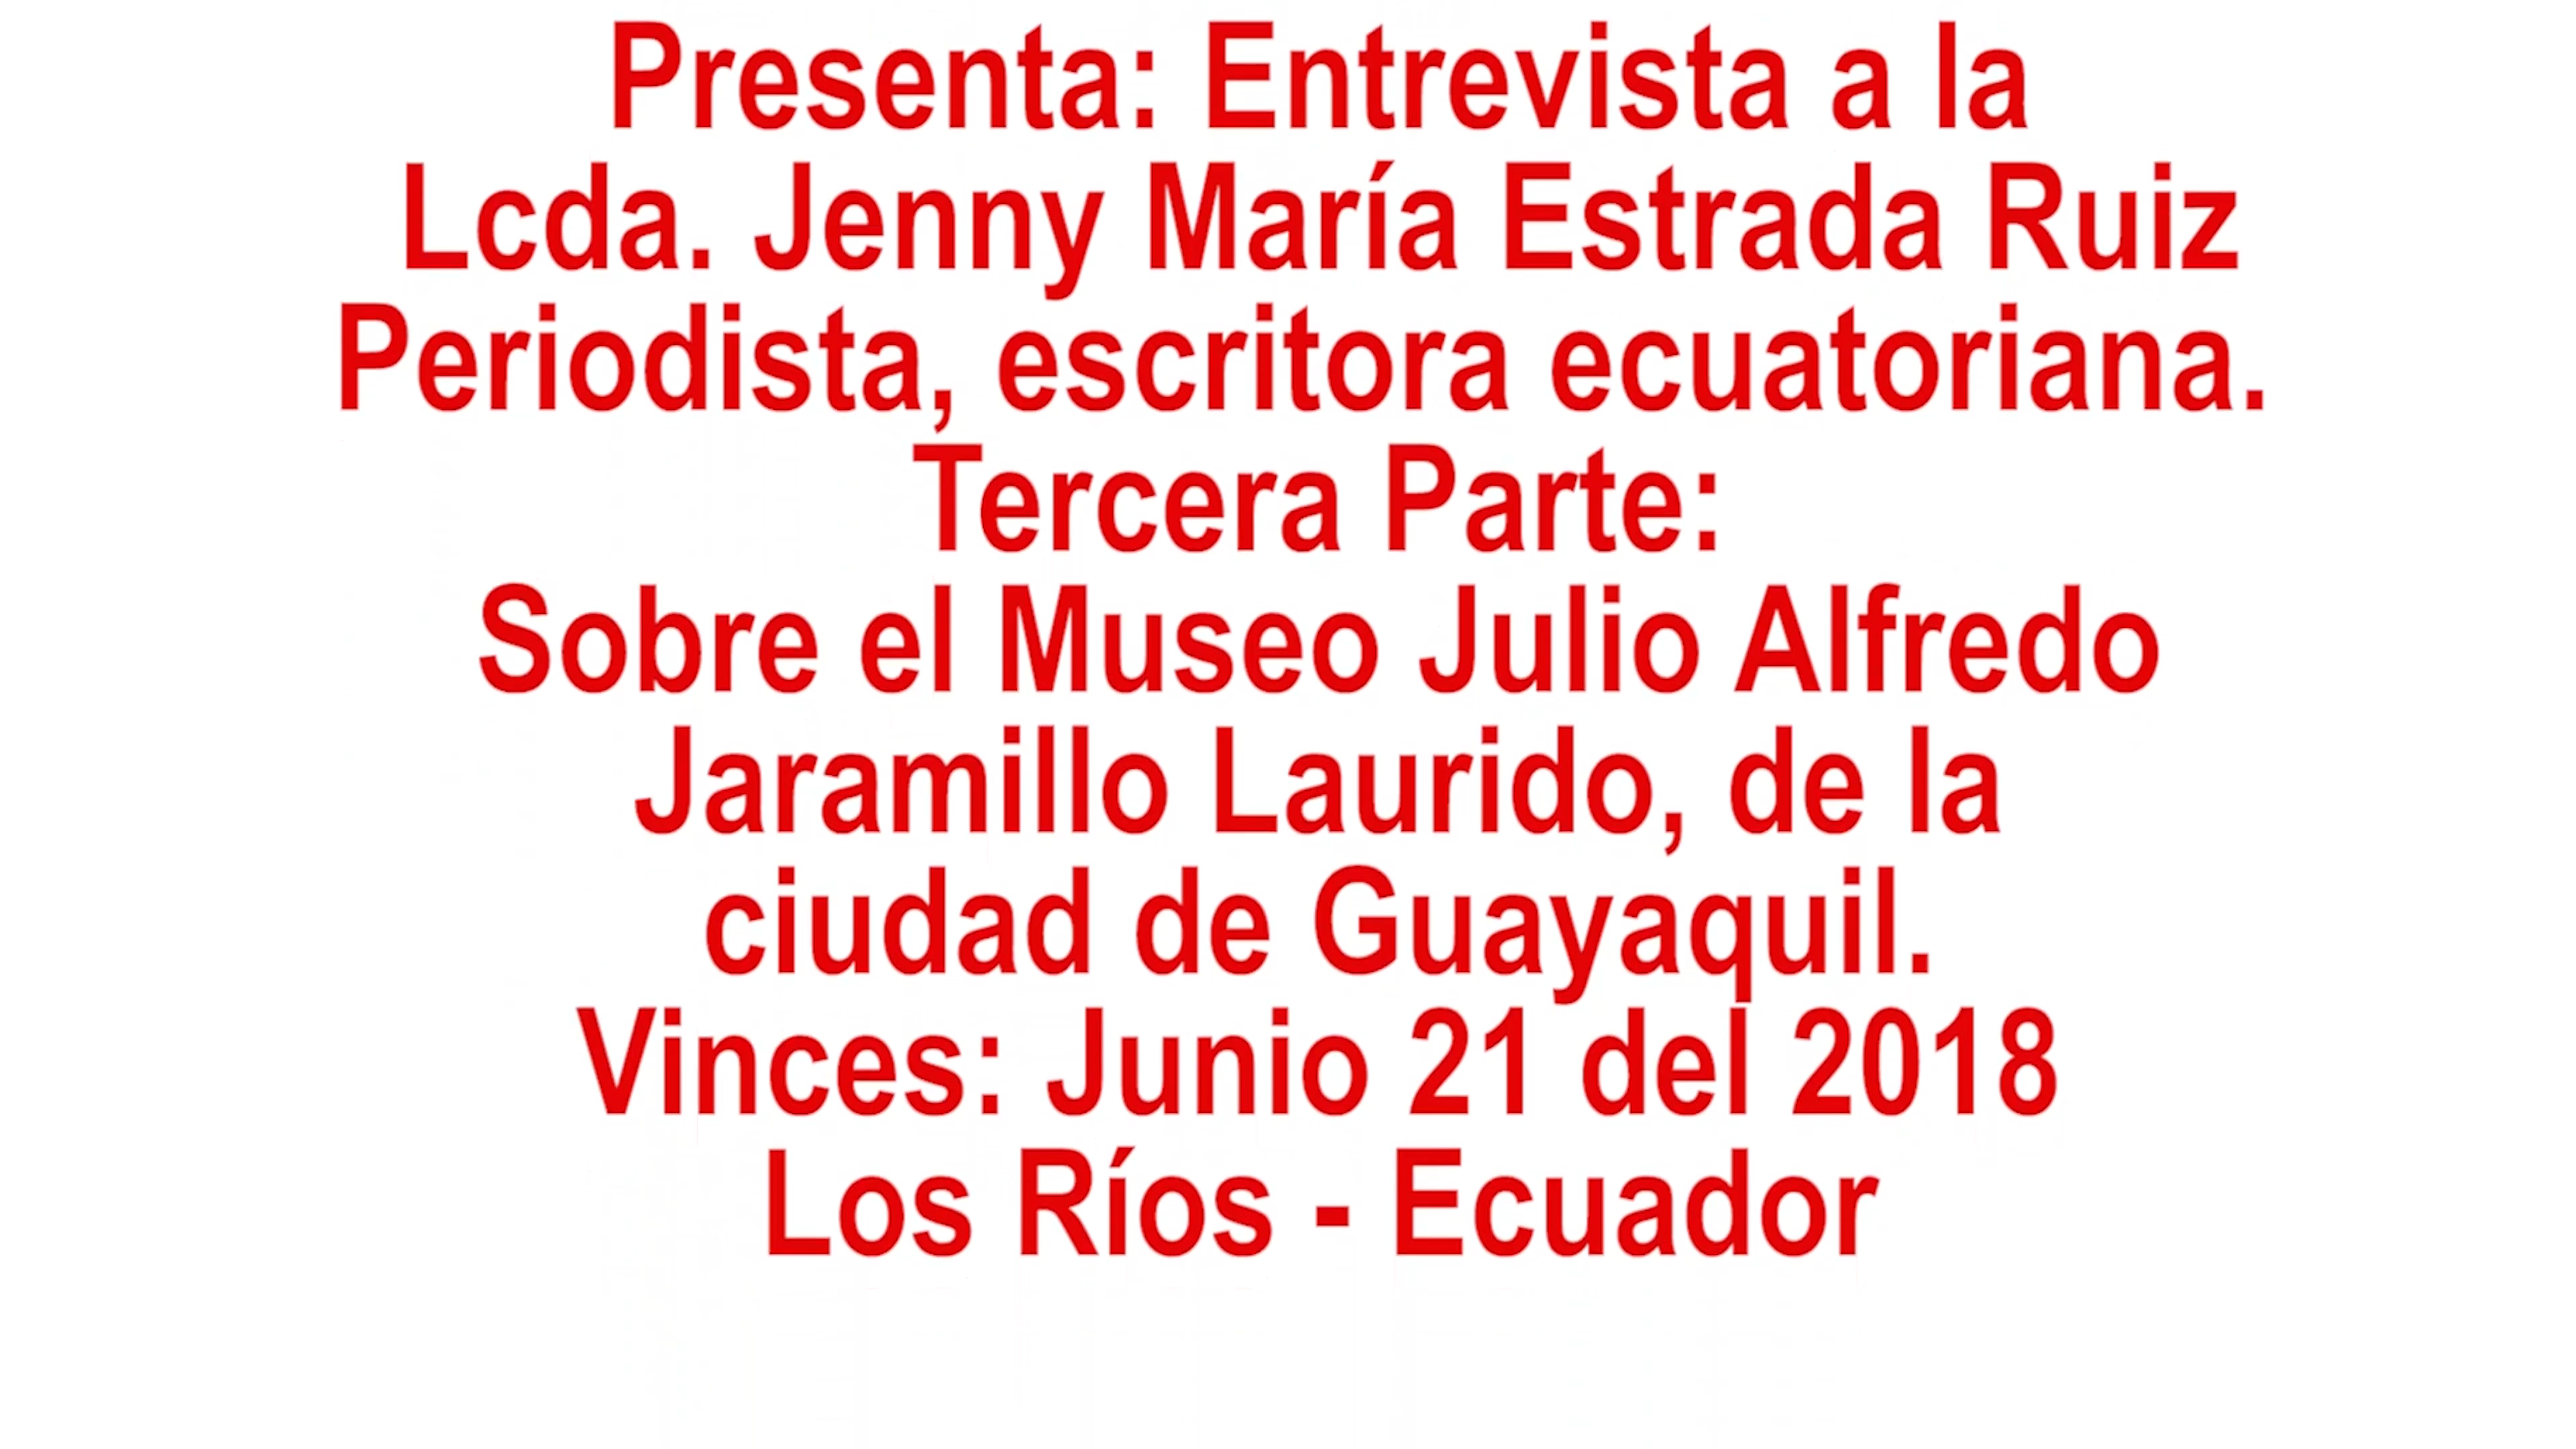 Presenta: Entrevista a la
Lcda. Jenny María Estrada Ruiz
Periodista, escritora ecuatoriana.
Tercera Parte:
Sobre el Museo Julio Alfredo
Jaramillo Laurido, de la
ciudad de Guayaquil.
Vinces: Junio 21 del 2018
Los Ríos - Ecuador